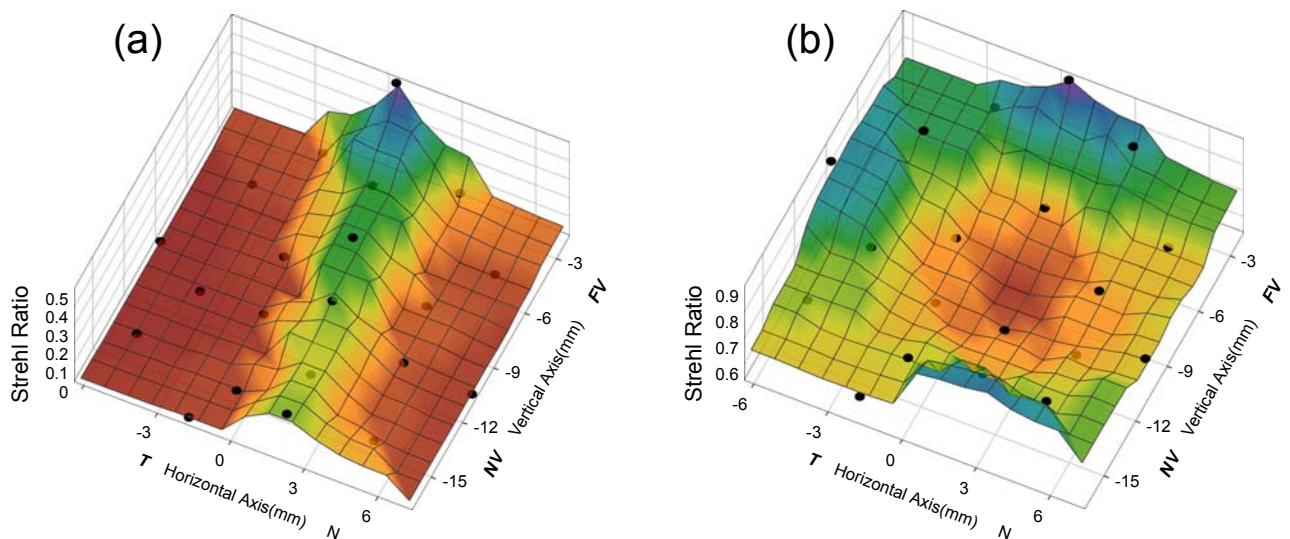 (a)
Strehl Ratio
0.5
0.4
0.3
0.2
0.1
0
-3
0
3
6
T Horizontal Axis(mm) N
-3
-6
-9
-12
-15
FV
Vertical Axis(mm)
NV
(b)
Strehl Ratio
0.9
0.8
0.7
0.6
-6
-3
0
3
6
T Horizontal Axis(mm) N
-3
-6
-9
-12
-15
FV
Vertical Axis(mm)
NV